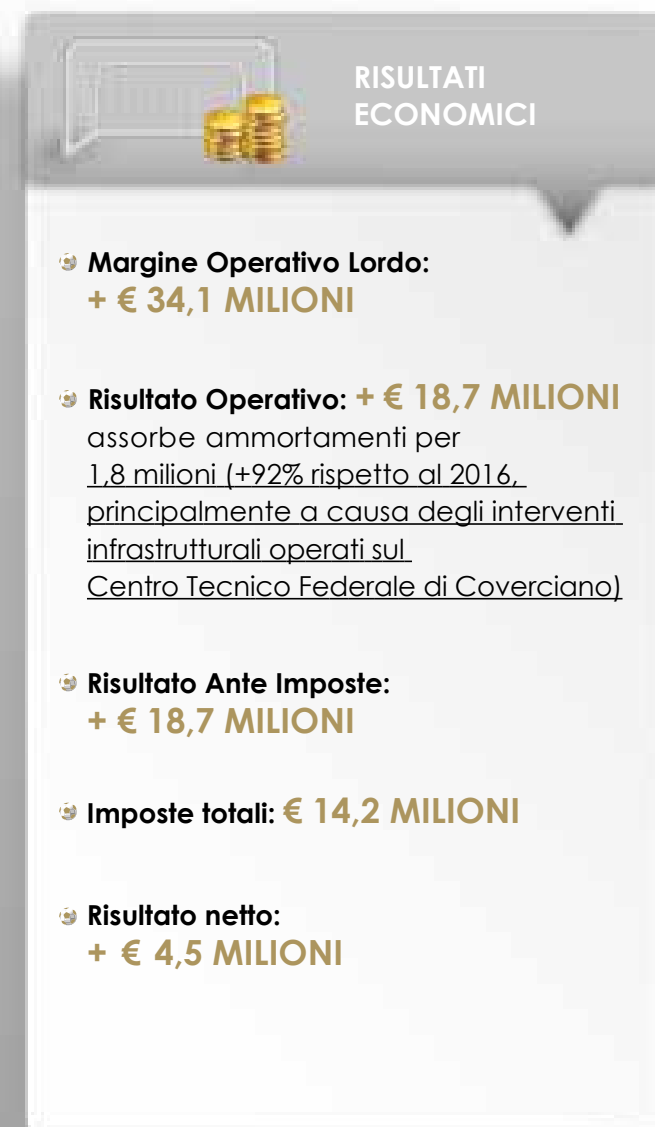 RISULTATI
ECONOMICI
Margine Operativo Lordo:
+ € 34,1 MILIONI
Risultato Operativo: + € 18,7 MILIONI
assorbe ammortamenti per
1,8 milioni (+92% rispetto al 2016,
principalmente a causa degli interventi
infrastrutturali operati sul
Centro Tecnico Federale di Coverciano)
Risultato Ante Imposte:
+ € 18,7 MILIONI
Imposte totali: € 14,2 MILIONI
Risultato netto:
+ € 4,5 MILIONI